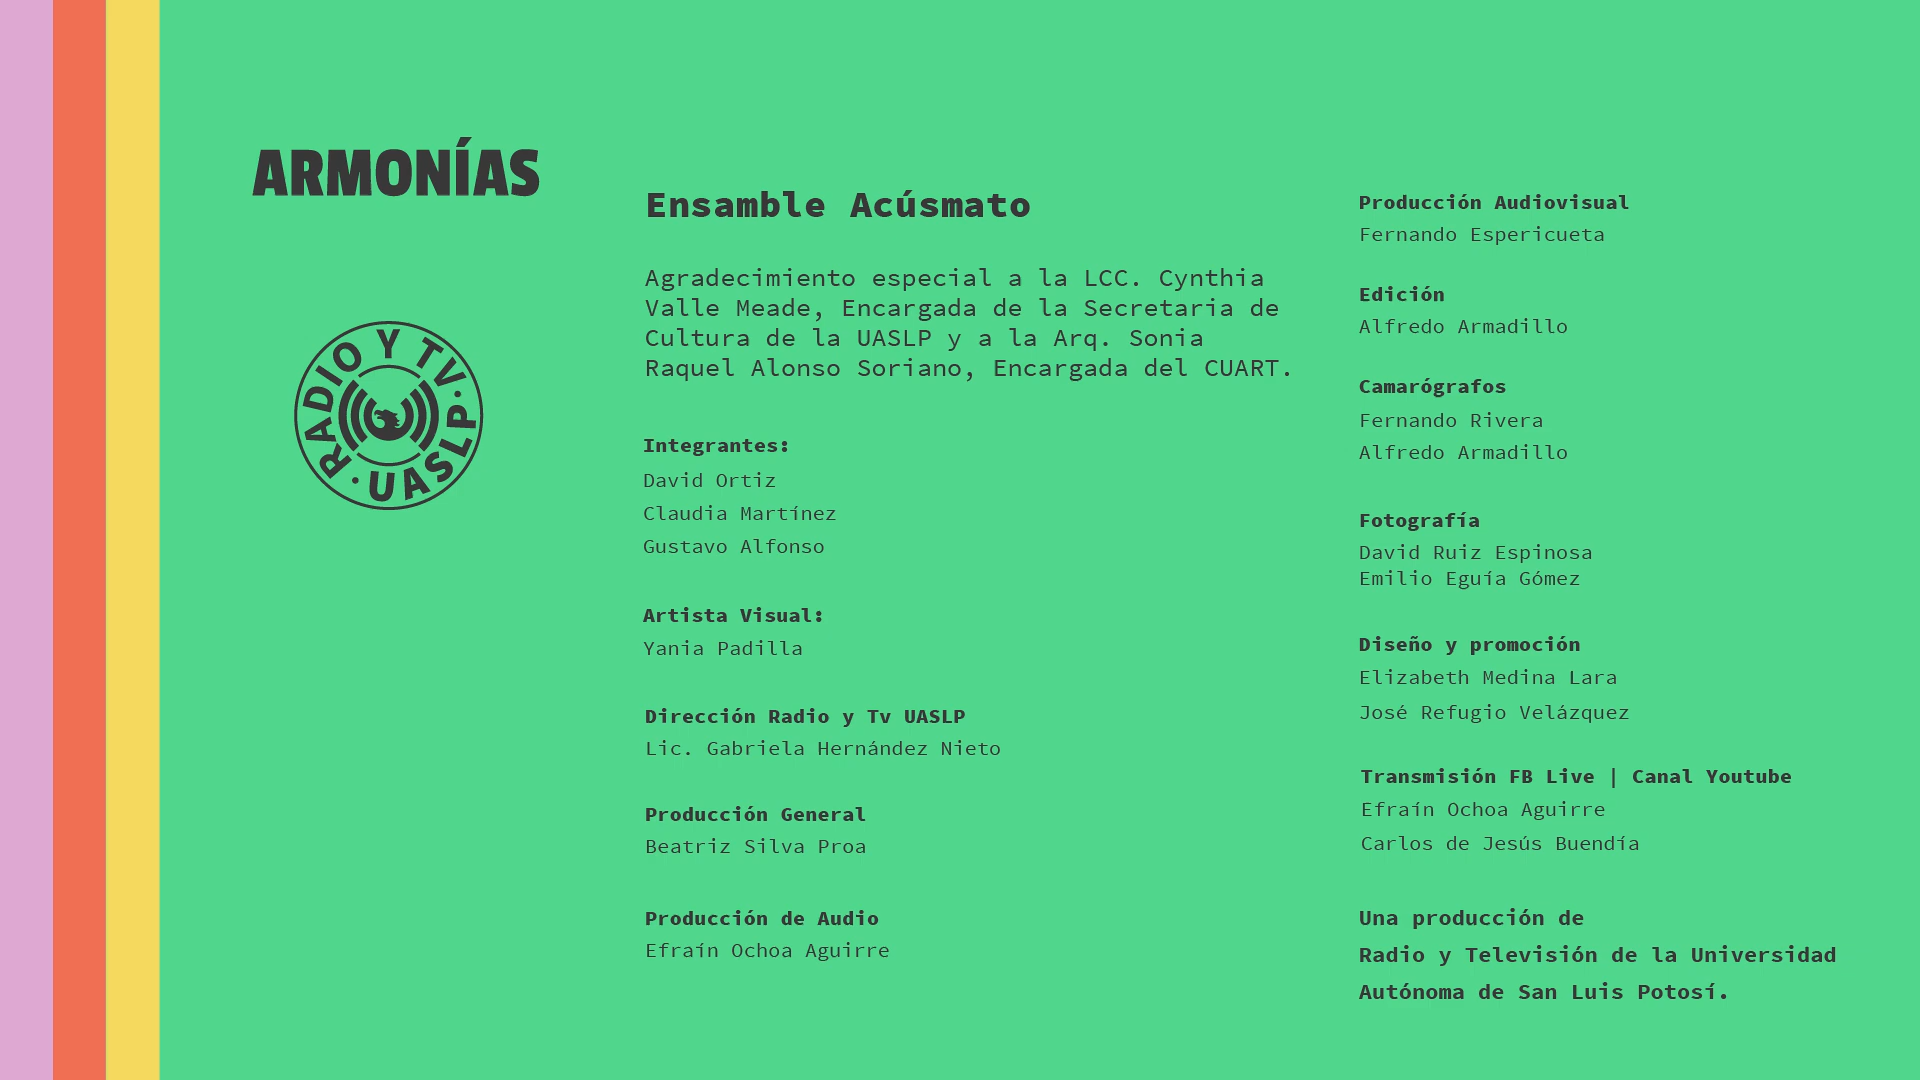 ARMONÍAS
RADIO Y TV · UASLP ·
Ensamble Acúsmato
Agradecimiento especial a la LCC. Cynthia
Valle Meade, Encargada de la Secretaria de
Cultura de la UASLP y a la Arq. Sonia
Raquel Alonso Soriano, Encargada del CUART.
Integrantes:
David Ortiz
Claudia Martínez
Gustavo Alfonso
Artista Visual:
Yania Padilla
Dirección Radio y Tv UASLP
Lic. Gabriela Hernández Nieto
Producción General
Beatriz Silva Proa
Producción de Audio
Efraín Ochoa Aguirre
Producción Audiovisual
Fernando Espericueta
Edición
Alfredo Armadillo
Camarógrafos
Fernando Rivera
Alfredo Armadillo
Fotografía
David Ruiz Espinosa
Emilio Eguía Gómez
Diseño y promoción
Elizabeth Medina Lara
José Refugio Velázquez
Transmisión FB Live | Canal Youtube
Efraín Ochoa Aguirre
Carlos de Jesús Buendía
Una producción de
Radio y Televisión de la Universidad
Autónoma de San Luis Potosí.